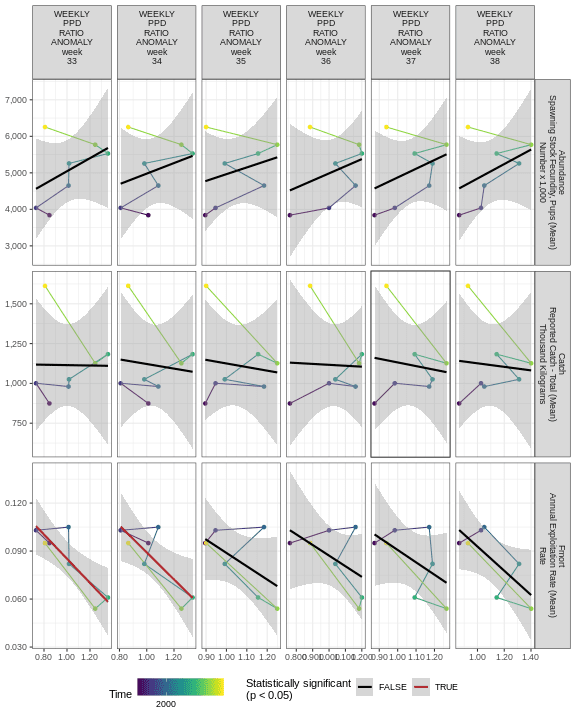 WEEKLY
PPD
RATIO
ANOMALY
week
33
WEEKLY
PPD
RATIO
ANOMALY
week
34
WEEKLY
PPD
RATIO
ANOMALY
week
35
WEEKLY
PPD
RATIO
ANOMALY
week
36
WEEKLY
PPD
RATIO
ANOMALY
week
37
WEEKLY
PPD
RATIO
ANOMALY
week
38
7,000
6,000
5,000
4,000
3,000
Abundance
Spawning Stock Fecundity, Pups (Mean)
Number x 1,000
1,500
1,250
1,000
750
Catch
Reported Catch - Total (Mean)
Thousand Kilograms
0.120
0.090
0.060
0.030
Fmort
Annual Exploitation Rate (Mean)
Rate
0.80 1.00 1.20
0.80 1.00 1.20
0.90 1.00 1.10 1.20
0.800 0.900 1.000 1.100 1.200
0.90 1.00 1.10 1.20
1.00 1.20 1.40
Time
2000
Statistically significant
(p < 0.05)
FALSE
TRUE